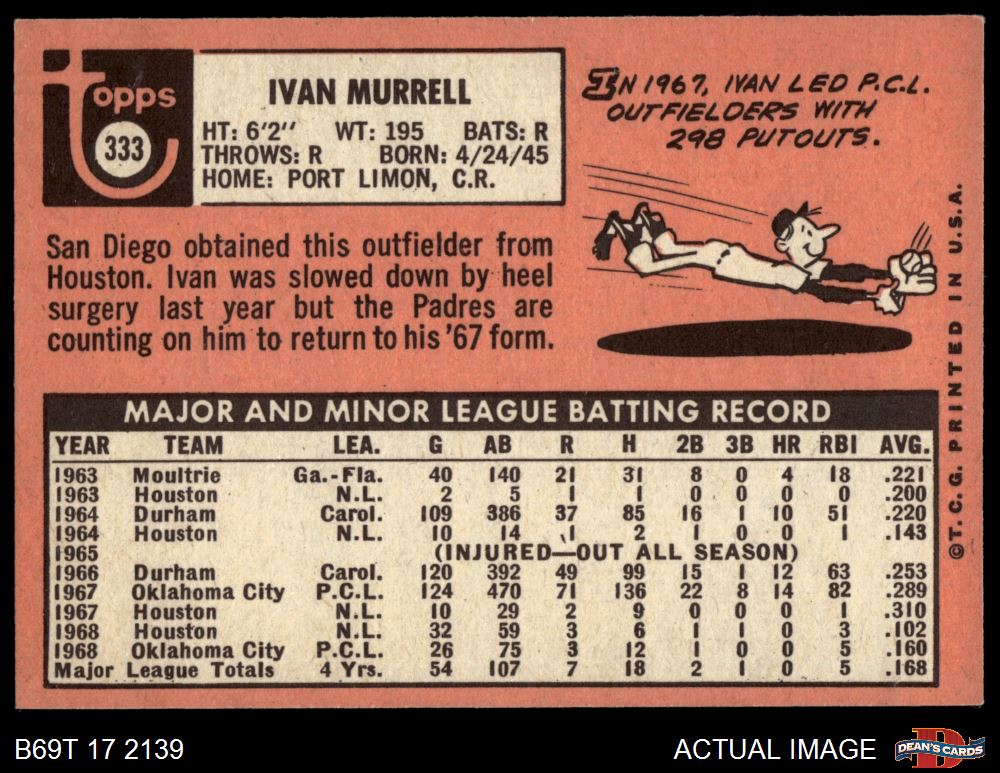 Topps
333
IVAN MURRELL
HT: 6'2" WT: 195 BATS: R
THROWS: R BORN: 4/24/45
HOME: PORT LIMON, C.R.
San Diego obtained this outfielder from
Houston. Ivan was slowed down by heel
surgery last year but the Padres are
counting on him to return to his '67 form.
IN 1967, IVAN LED P.C.L.
OUTFIELDERS WITH
298 PUTOUTS.
MAJOR AND MINOR LEAGUE BATTING RECORD
YEAR TEAM LEA. G AB R H 2B 3B HR RBI AVG.
1963 Moultrie Ga.-Fla. 40 140 21 31 8 0 4 18 .221
1963 Houston N.L. 2 5 1 1 0 0 0 0 .200
1964 Durham Carol. 109 386 37 85 16 1 10 51 .220
1964 Houston N.L. 10 14 1 2 1 0 0 1 .143
1965 (INJURED—OUT ALL SEASON)
1966 Durham Carol. 120 392 49 99 15 1 12 63 .253
1967 Oklahoma City P.C.L. 124 470 71 136 22 8 14 82 .289
1967 Houston N.L. 10 29 2 9 0 0 0 1 .310
1968 Houston N.L. 32 59 3 6 1 1 0 3 .102
1968 Oklahoma City P.C.L. 26 75 3 12 1 0 0 5 .160
Major League Totals 4 Yrs. 54 107 7 18 2 1 0 5 .168
©T.C.G. PRINTED IN U.S.A.
B69T 17 2139
ACTUAL IMAGE
D
DEAN'S CARDS